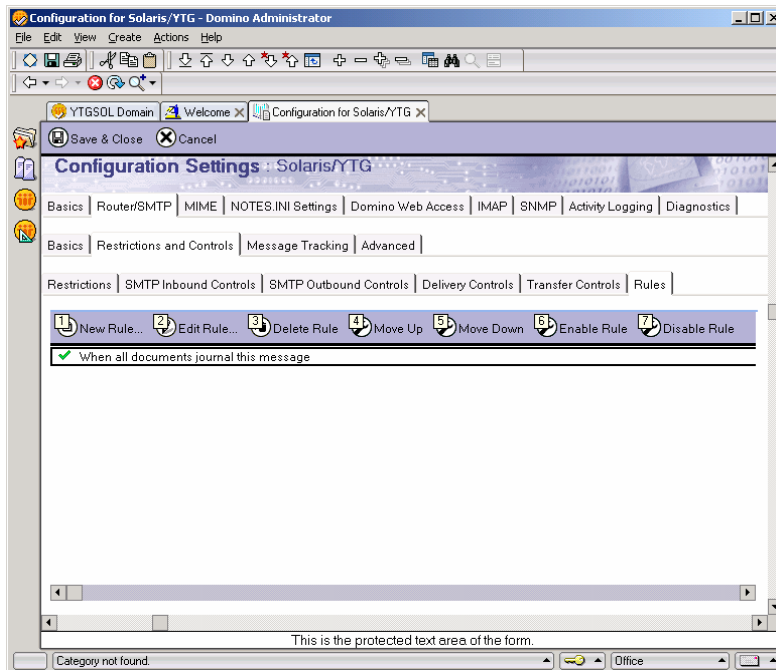 Configuration for Solaris/YTG - Domino Administrator
File Edit View Create Actions Help
YTGSOL Domain Welcome Configuration for Solaris/YTG
Save & Close Cancel
Configuration Settings : Solaris/YTG
Basics Router/SMTP MIME NOTES.INI Settings Domino Web Access IMAP SNMP Activity Logging Diagnostics
Basics Restrictions and Controls Message Tracking Advanced
Restrictions SMTP Inbound Controls SMTP Outbound Controls Delivery Controls Transfer Controls Rules
1 New Rule... 2 Edit Rule... 3 Delete Rule 4 Move Up 5 Move Down 6 Enable Rule 7 Disable Rule
When all documents journal this message
This is the protected text area of the form.
Category not found. Office